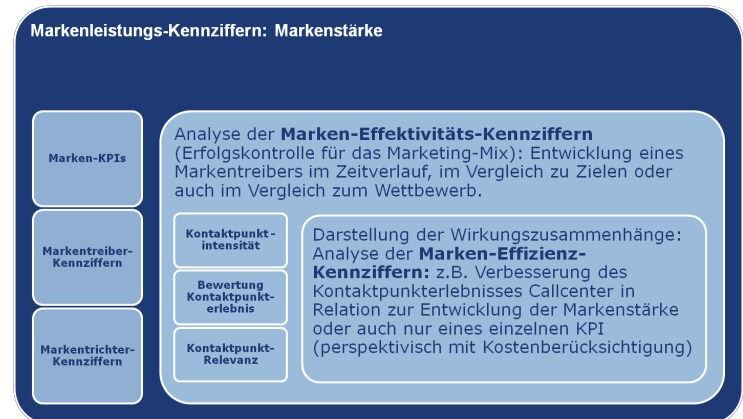 Markenleistungs-Kennziffern: Markenstärke
Marken-KPIs
Markentreiber-
Kennziffern
Markentrichter-
Kennziffern
Analyse der Marken-Effektivitäts-Kennziffern
(Erfolgskontrolle für das Marketing-Mix): Entwicklung eines
Markentreibers im Zeitverlauf, im Vergleich zu Zielen oder
auch im Vergleich zum Wettbewerb.
Kontaktpunkt-
intensität
Bewertung
Kontaktpunkt-
erlebnis
Kontaktpunkt-
Relevanz
Darstellung der Wirkungszusammenhänge:
Analyse der Marken-Effizienz-
Kennziffern: z.B. Verbesserung des
Kontaktpunkterlebnisses Callcenter in
Relation zur Entwicklung der Markenstärke
oder auch nur eines einzelnen KPI
(perspektivisch mit Kostenberücksichtigung)